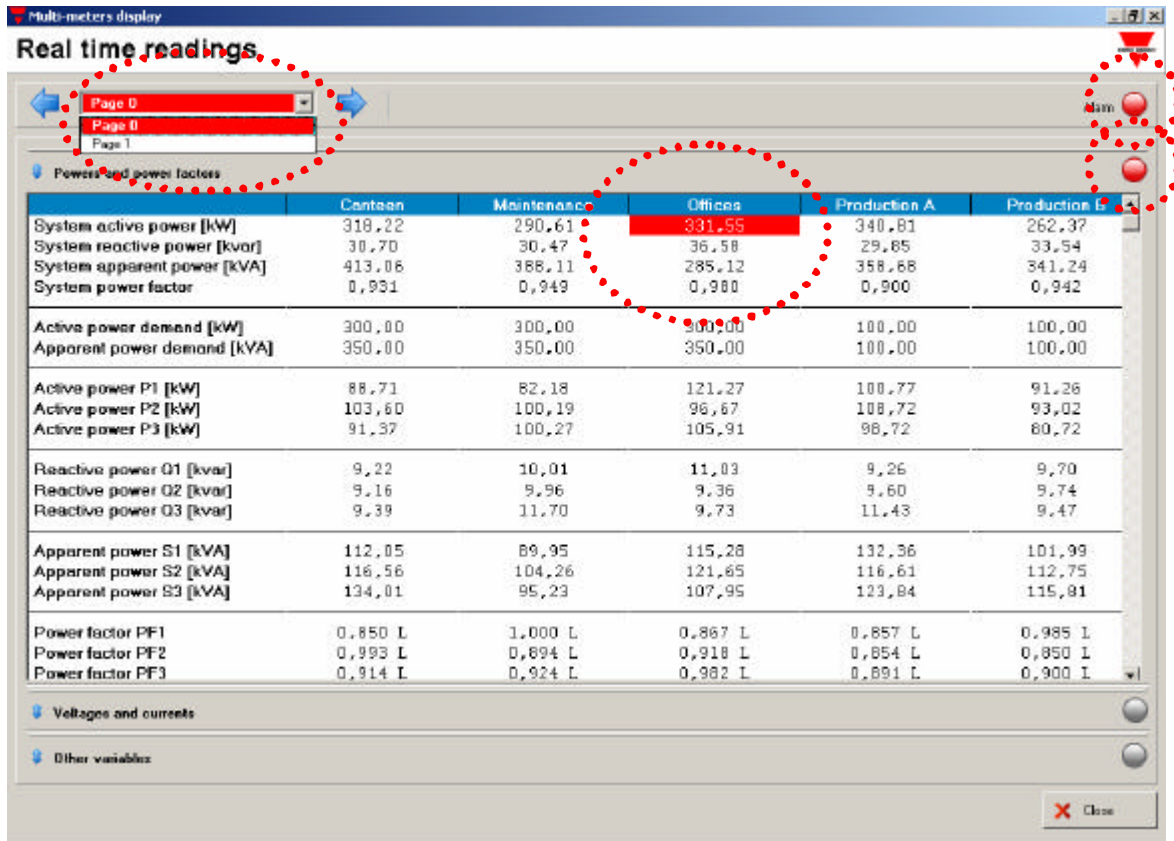 Multi-meters display
Real time readings
Page 0
Alarm
Page 0
Page 1
Powers and power factors
Canteen Maintenance Offices Production A Production B
System active power [kW] 318,22 290,61 331,55 340,81 262,37
System reactive power [kvar] 30,70 30,47 36,58 29,85 33,54
System apparent power [kVA] 413,06 388,11 285,12 358,68 341,24
System power factor 0,931 0,949 0,980 0,900 0,942
Active power demand [kW] 300,00 300,00 300,00 100,00 100,00
Apparent power demand [kVA] 350,00 350,00 350,00 100,00 100,00
Active power P1 [kW] 88,71 82,18 121,27 100,77 91,26
Active power P2 [kW] 103,60 100,19 96,67 108,72 93,02
Active power P3 [kW] 91,37 100,27 105,91 98,72 80,72
Reactive power Q1 [kvar] 9,22 10,01 11,03 9,26 9,70
Reactive power Q2 [kvar] 9,16 9,96 9,36 9,60 9,74
Reactive power Q3 [kvar] 9,39 11,70 9,73 11,43 9,47
Apparent power S1 [kVA] 112,05 89,95 115,28 132,36 101,99
Apparent power S2 [kVA] 116,56 104,26 121,65 116,61 112,75
Apparent power S3 [kVA] 134,01 95,23 107,95 123,84 115,81
Power factor PF1 0,850 L 1,000 L 0,867 L 0,857 L 0,985 L
Power factor PF2 0,993 L 0,894 L 0,918 L 0,854 L 0,850 L
Power factor PF3 0,914 L 0,924 L 0,982 L 0,891 L 0,900 L
Voltages and currents
Other variables
Close